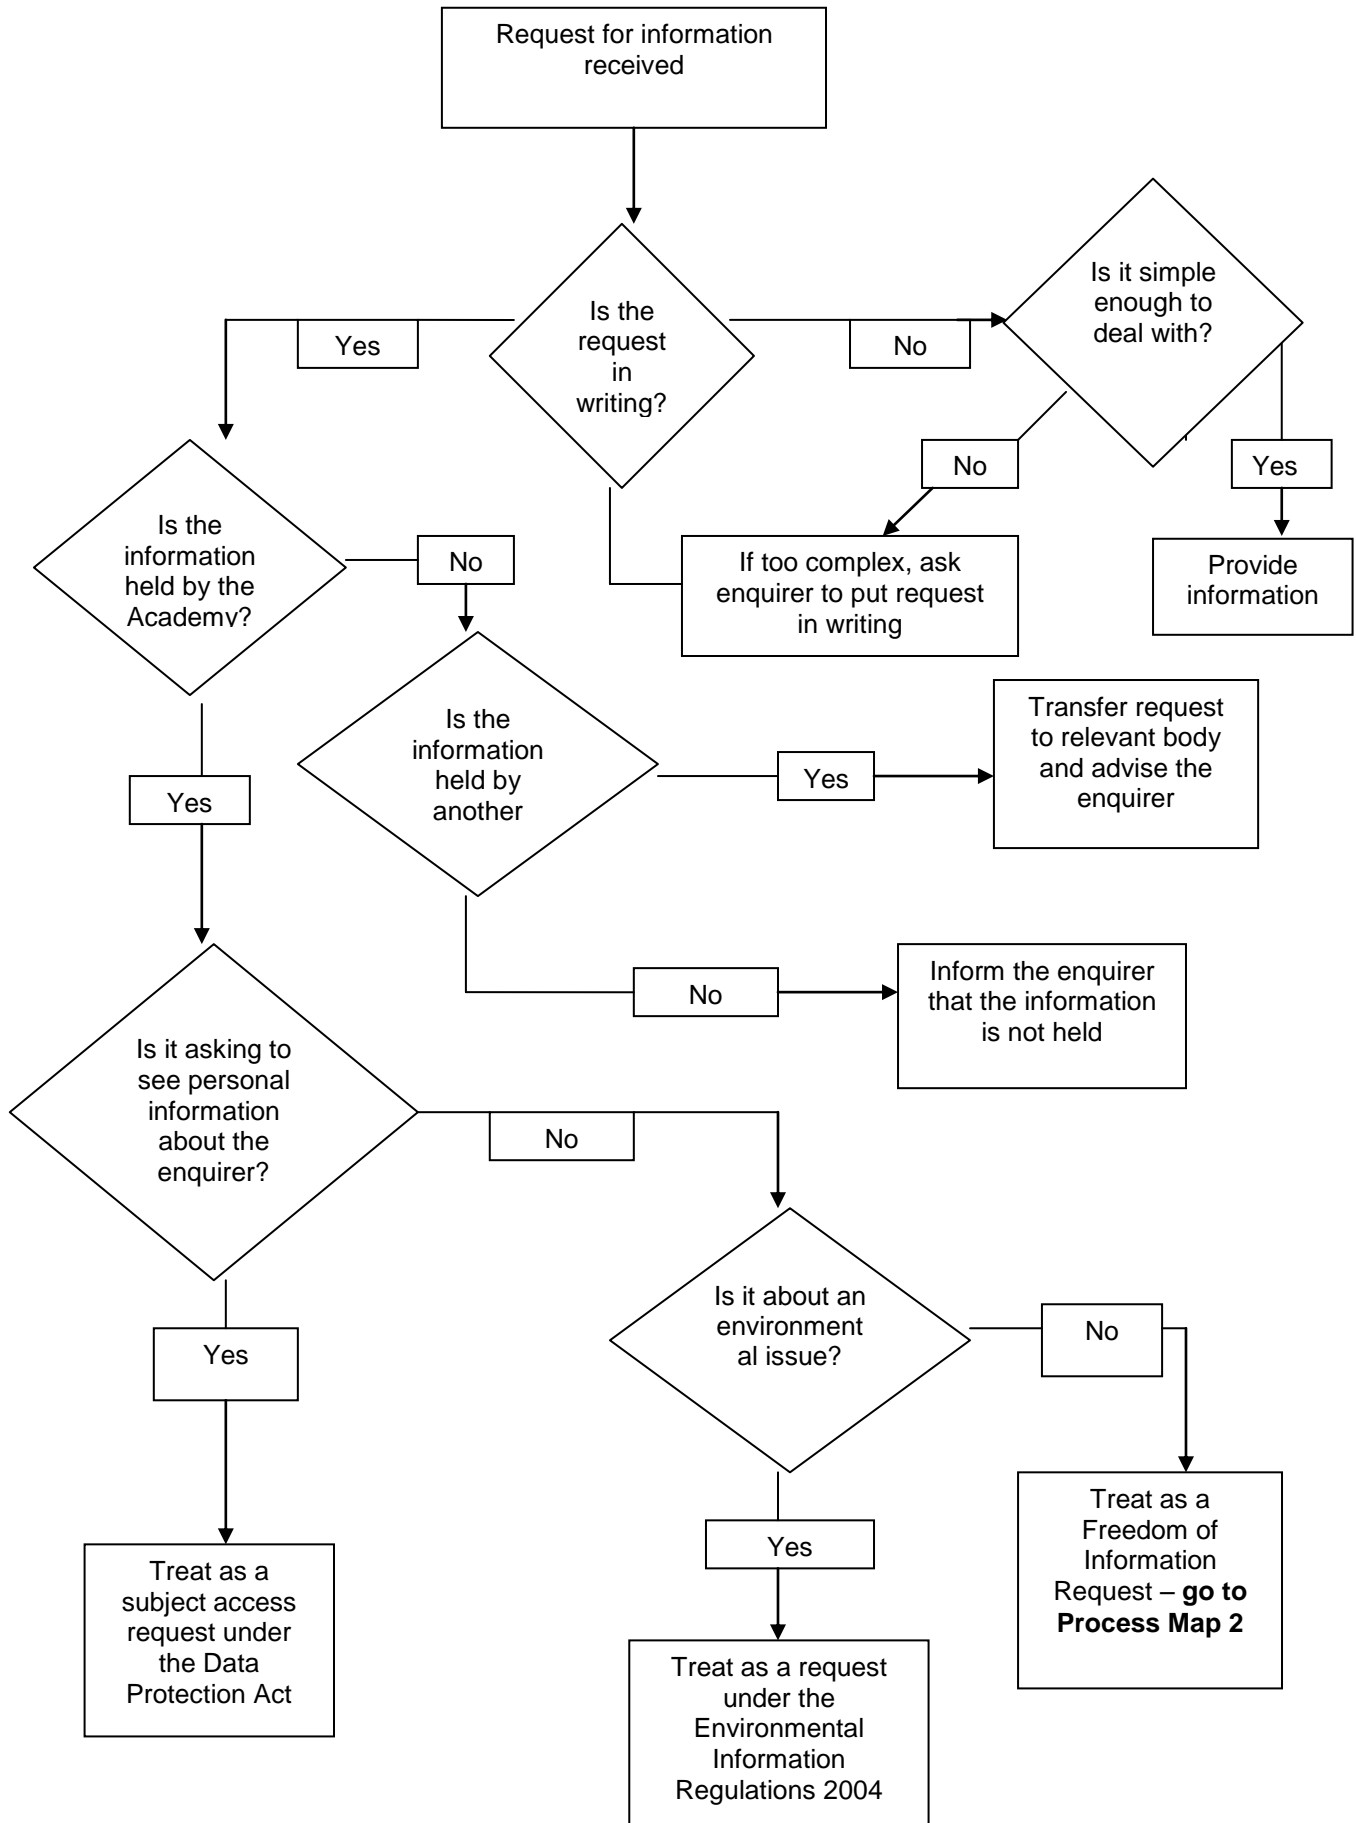 Request for information
received
Is the
request
in
writing?
Yes
No
Is it simple
enough to
deal with?
No
Yes
If too complex, ask
enquirer to put request
in writing
Provide
information
Is the
information
held by the
Academy?
No
Yes
Is the
information
held by
another
Yes
Transfer request
to relevant body
and advise the
enquirer
No
Inform the enquirer
that the information
is not held
Is it asking to
see personal
information
about the
enquirer?
No
Yes
Is it about an
environment
al issue?
No
Yes
Treat as a
subject access
request under
the Data
Protection Act
Treat as a request
under the
Environmental
Information
Regulations 2004
Treat as a
Freedom of
Information
Request – go to
Process Map 2